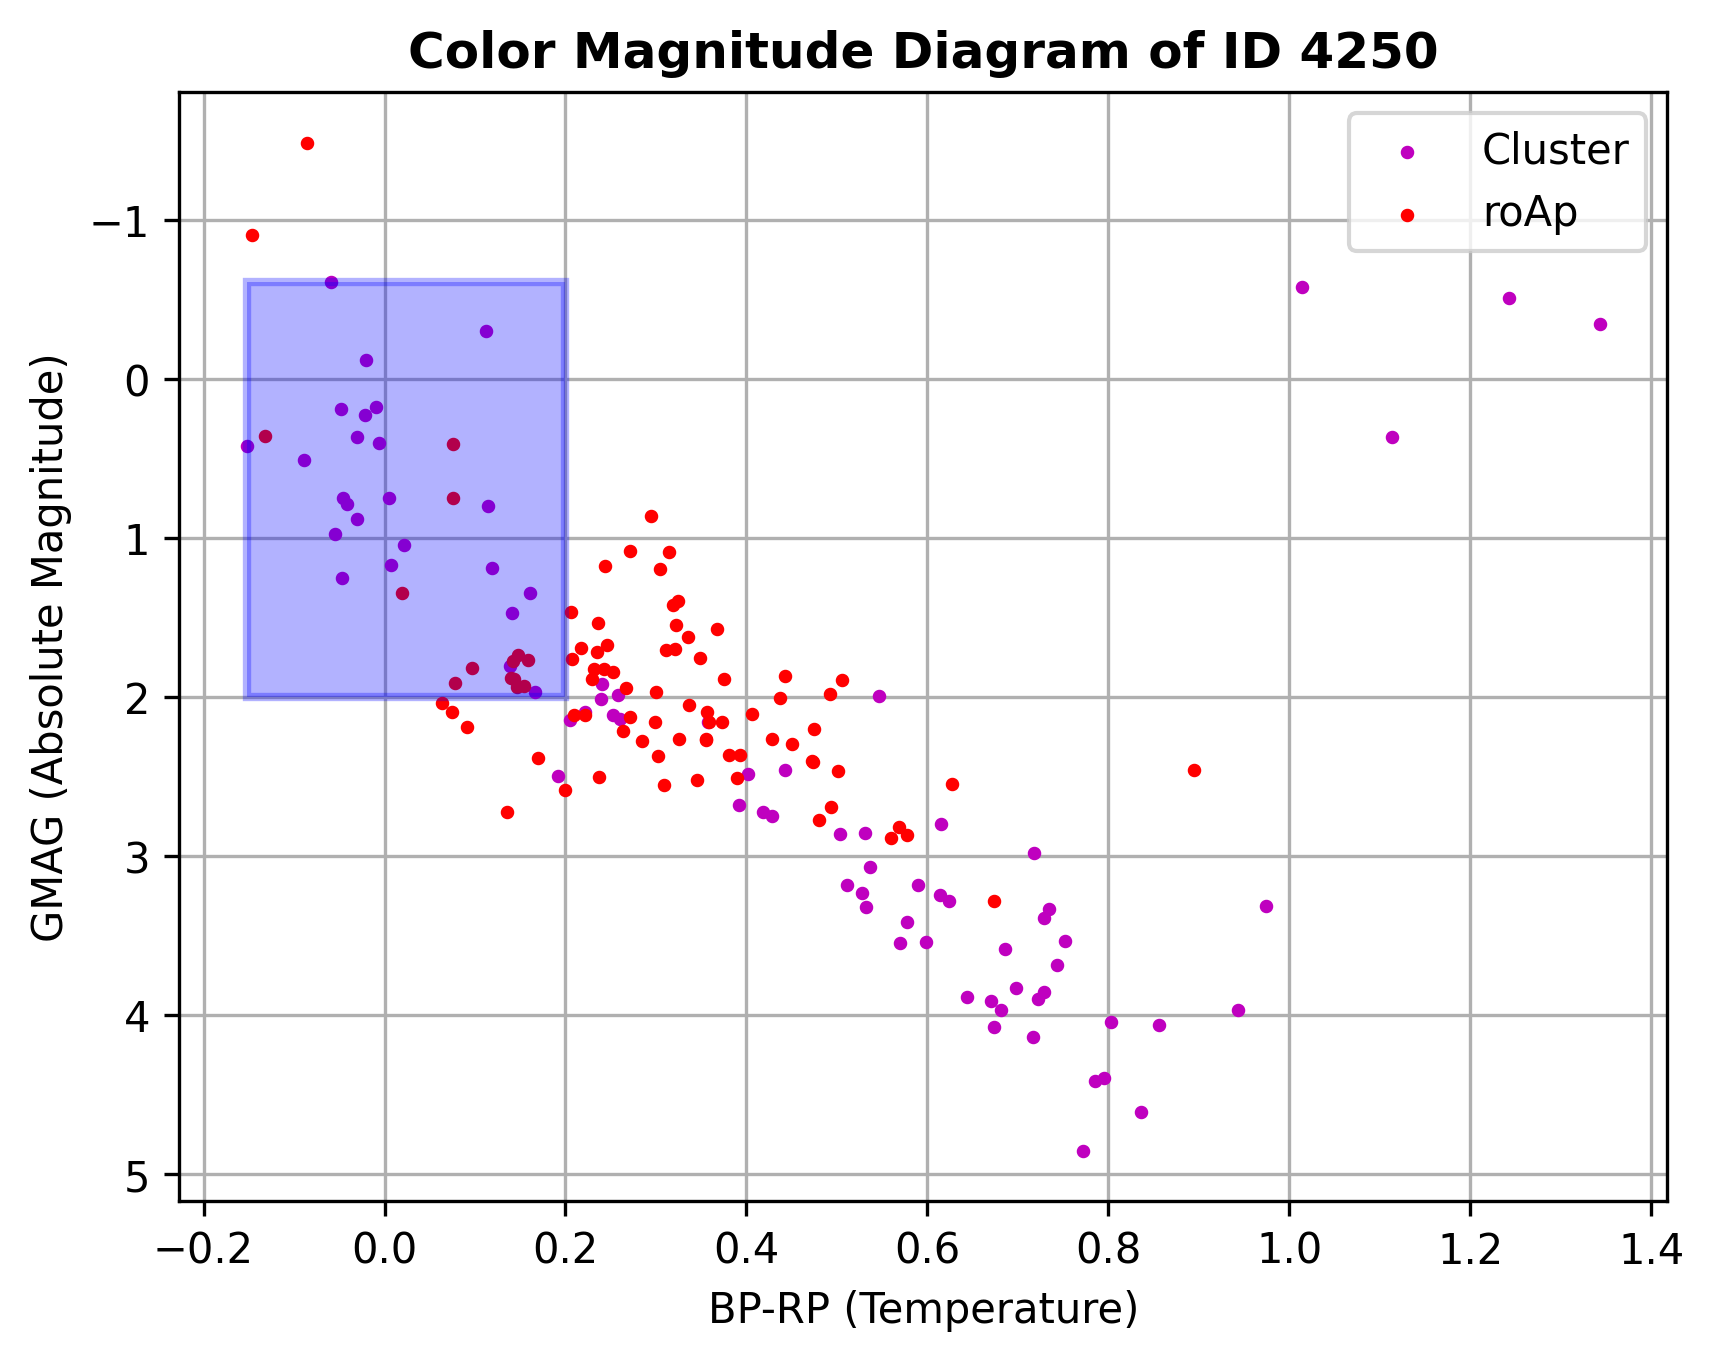 Color Magnitude Diagram of ID 4250
Cluster
roAp
GMAG (Absolute Magnitude)
−1
0
1
2
3
4
5
−0.2 0.0 0.2 0.4 0.6 0.8 1.0 1.2 1.4
BP-RP (Temperature)